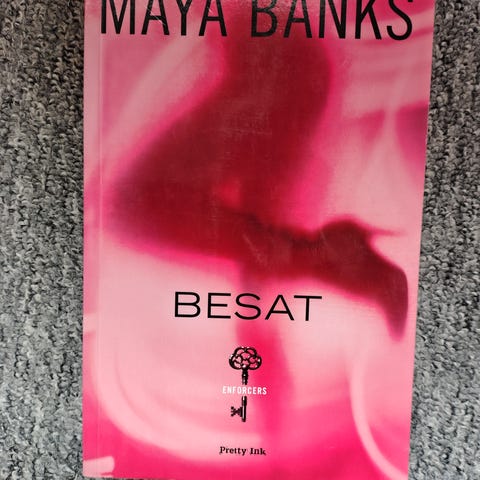 MAYA BANKS
BESAT
ENFORCERS
Pretty Ink